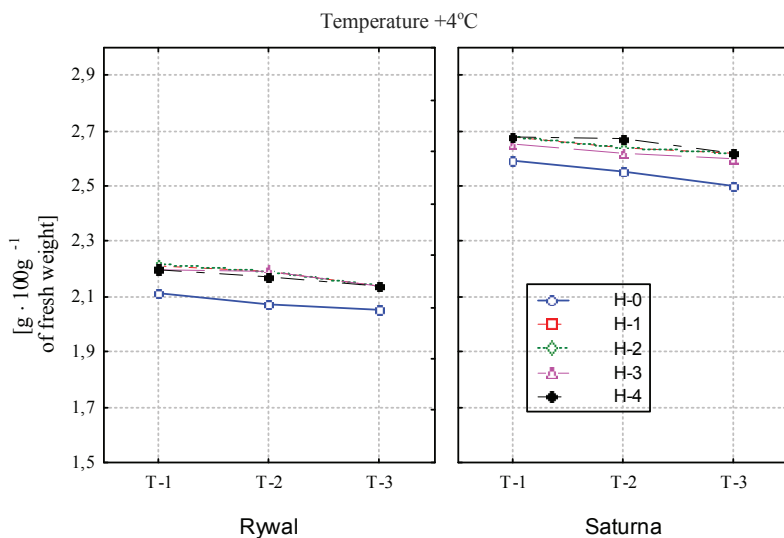 Temperature +4ºC
[g · 100g -1
of fresh weight]
2,9
2,7
2,5
2,3
2,1
1,9
1,7
1,5
T-1 T-2 T-3 T-1 T-2 T-3
Rywal Saturna
H-0
H-1
H-2
H-3
H-4